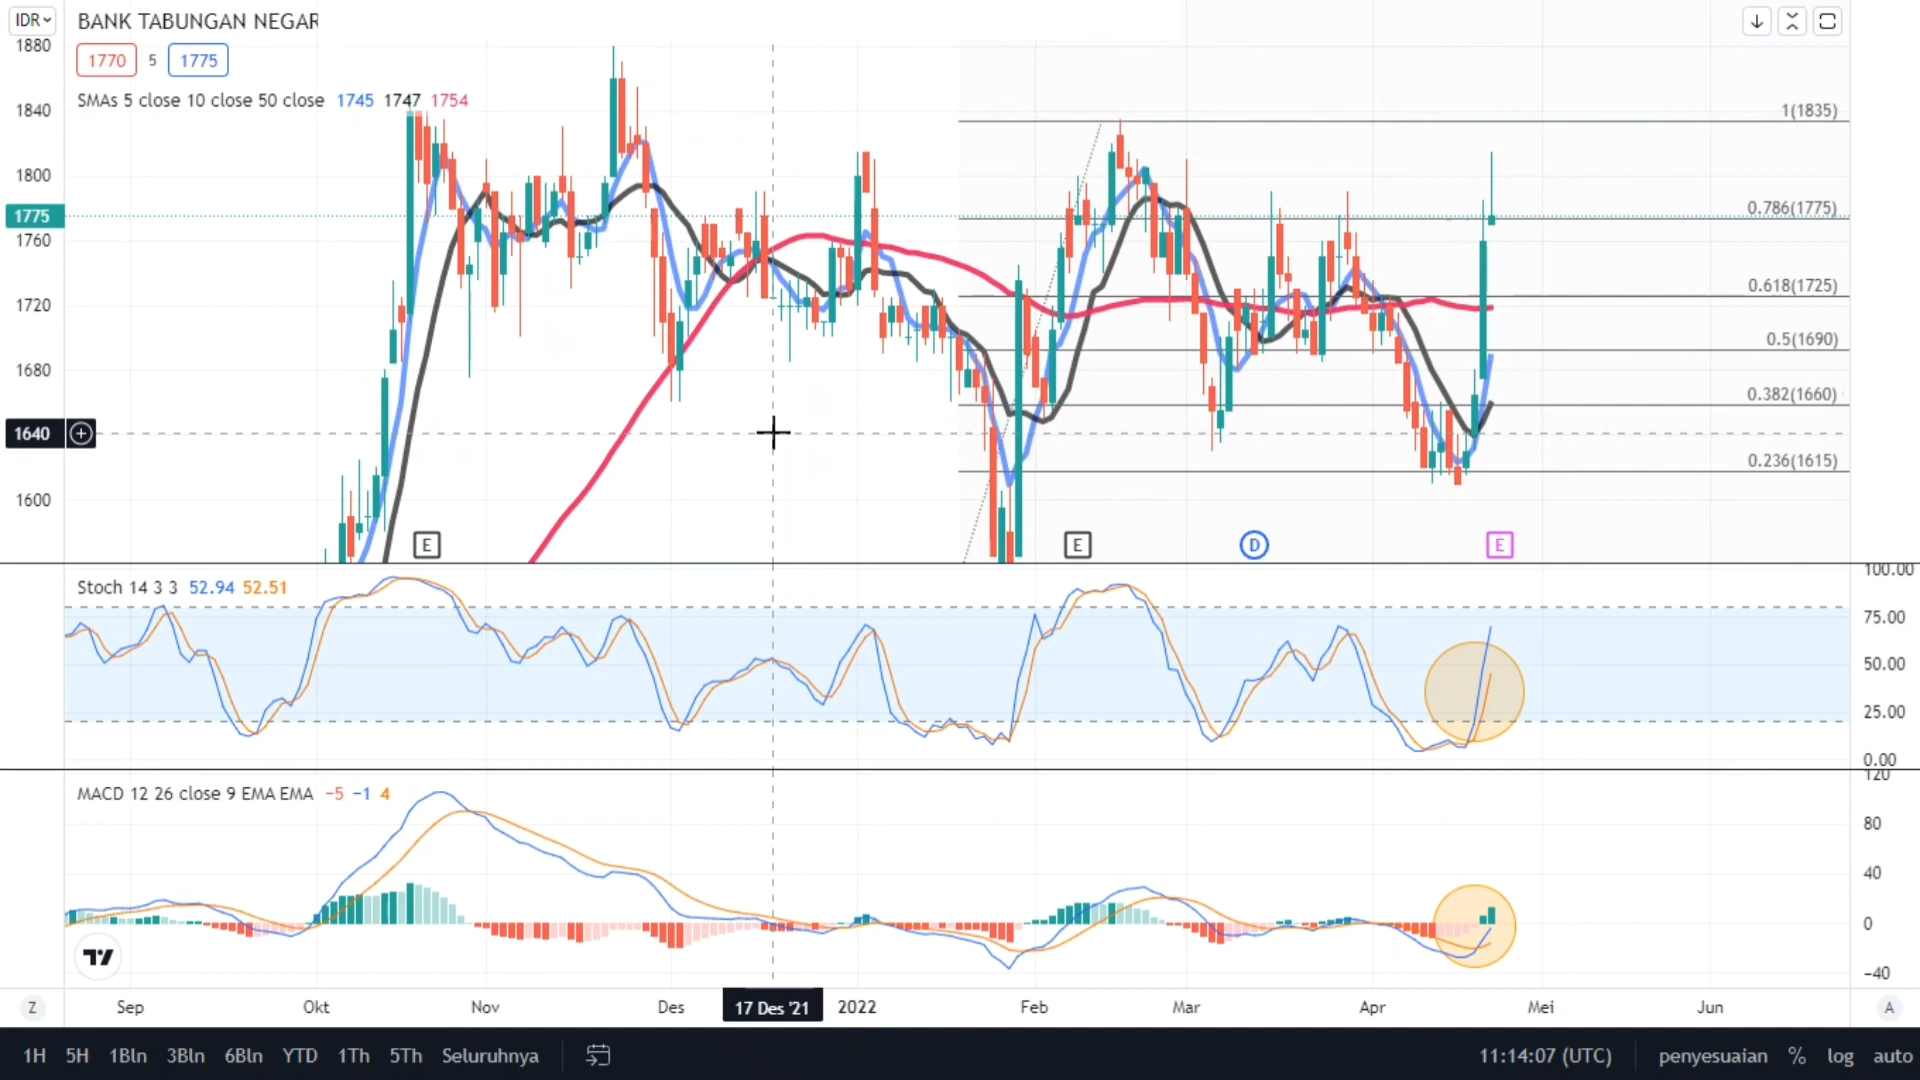 IDR
BANK TABUNGAN NEGAR
1770 5 1775
SMAs 5 close 10 close 50 close 1745 1747 1754
1880
1840
1800
1775
1760
1720
1680
1640
1600
1(1835)
0.786(1775)
0.618(1725)
0.5(1690)
0.382(1660)
0.236(1615)
E
E
D
E
Stoch 14 3 3 52.94 52.51
100.00
75.00
50.00
25.00
0.00
MACD 12 26 close 9 EMA EMA −5 −1 4
120
80
40
0
−40
Z Sep Okt Nov Des 17 Des '21 2022 Feb Mar Apr Mei Jun A
1H 5H 1Bln 3Bln 6Bln YTD 1Th 5Th Seluruhnya 11:14:07 (UTC) penyesuaian % log auto